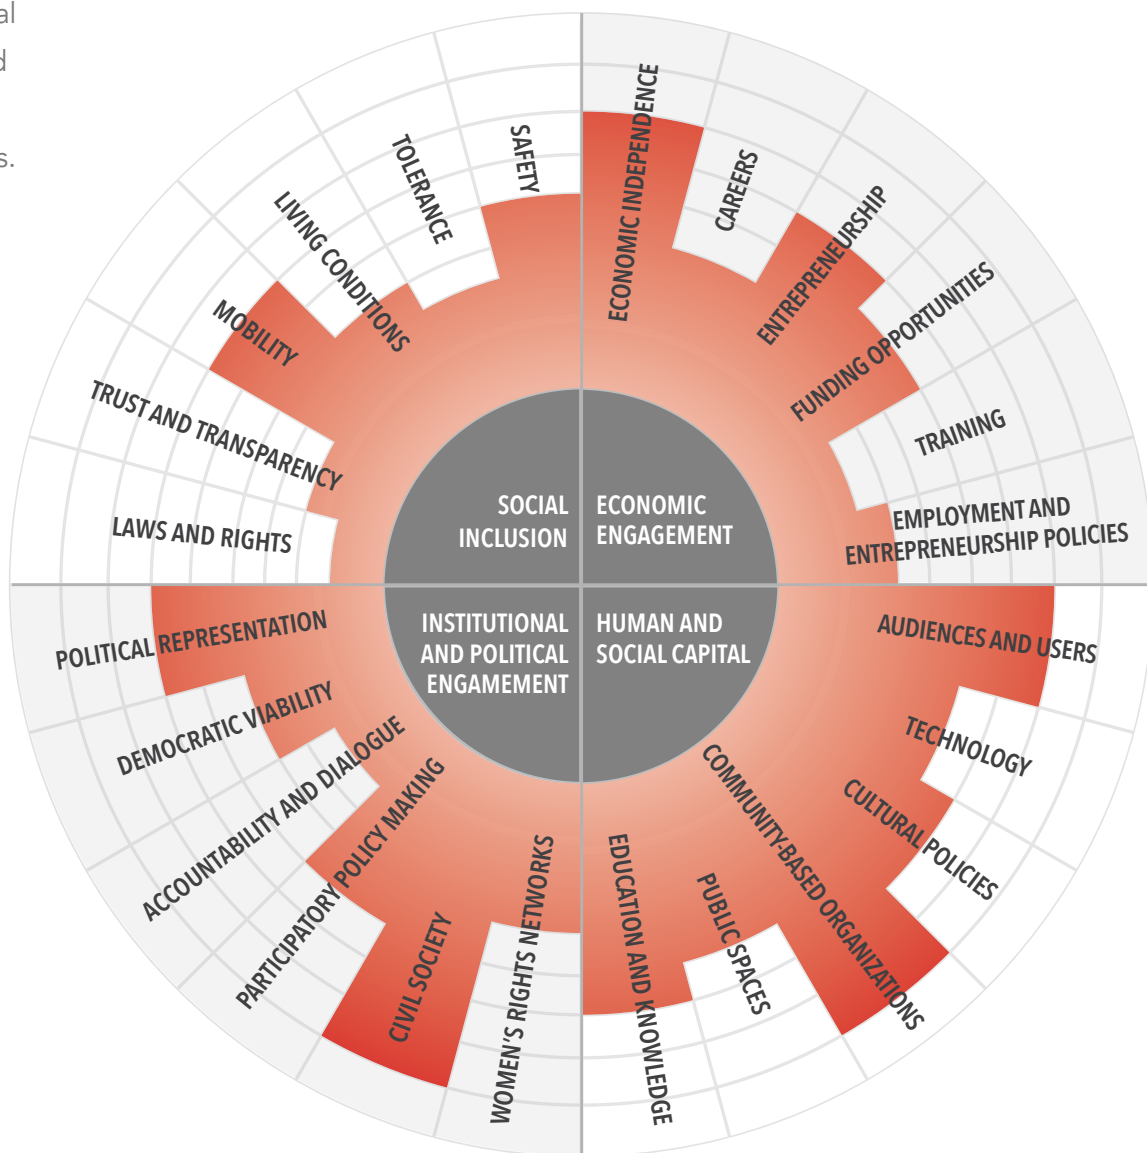 al
d
s.
SAFETY
TOLERANCE
LIVING CONDITIONS
MOBILITY
TRUST AND TRANSPARENCY
LAWS AND RIGHTS
ECONOMIC INDEPENDENCE
CAREERS
ENTREPRENEURSHIP
FUNDING OPPORTUNITIES
TRAINING
EMPLOYMENT AND
ENTREPRENEURSHIP POLICIES
SOCIAL
INCLUSION
ECONOMIC
ENGAGEMENT
INSTITUTIONAL
AND POLITICAL
ENGAMEMENT
HUMAN AND
SOCIAL CAPITAL
POLITICAL REPRESENTATION
DEMOCRATIC VIABILITY
ACCOUNTABILITY AND DIALOGUE
PARTICIPATORY POLICY MAKING
CIVIL SOCIETY
WOMEN'S RIGHTS NETWORKS
AUDIENCES AND USERS
TECHNOLOGY
CULTURAL POLICIES
COMMUNITY-BASED ORGANIZATIONS
PUBLIC SPACES
EDUCATION AND KNOWLEDGE